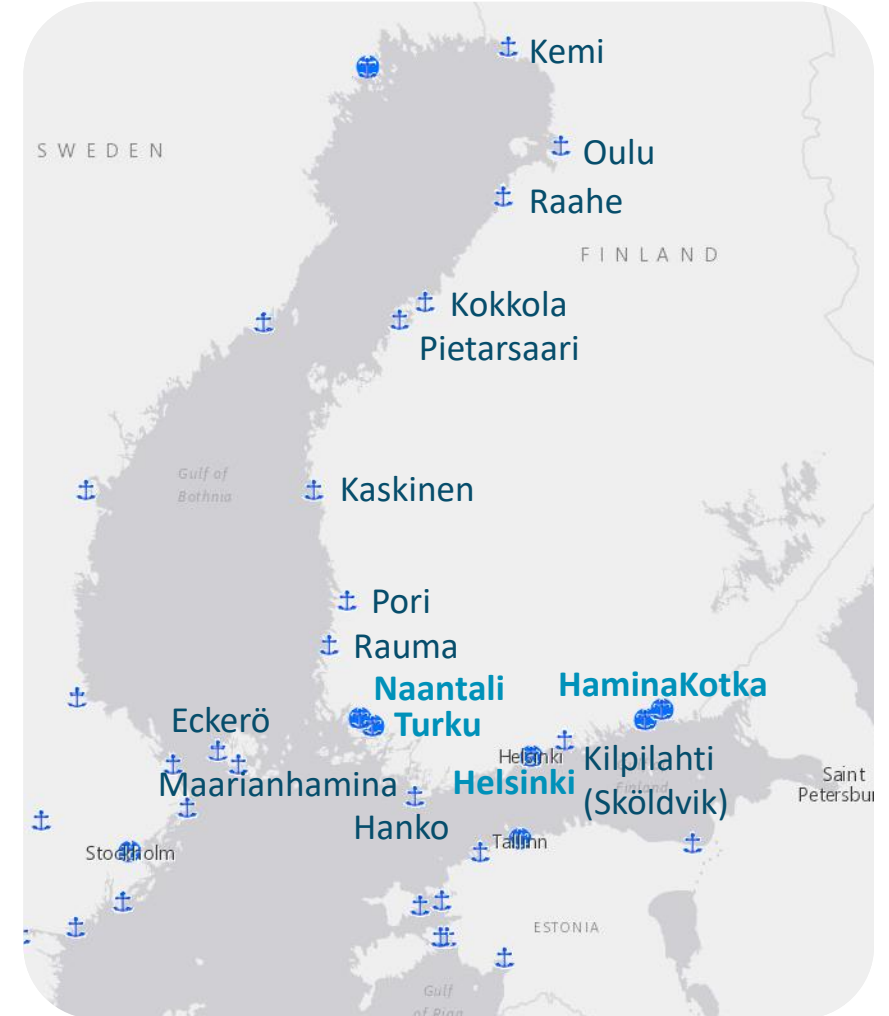 Kemi
SWEDEN
Oulu
Raahe
FINLAND
Kokkola
Pietarsaari
Gulf of
Bothnia
Kaskinen
Pori
Rauma
Naantali
HaminaKotka
Eckerö
Turku
Helsinki
Kilpilahti
Maarianhamina
Helsinki
Finland
(Sköldvik)
Saint
Petersbur
Hanko
Stockholm
Tallinn
ESTONIA
Gulf
of Riga